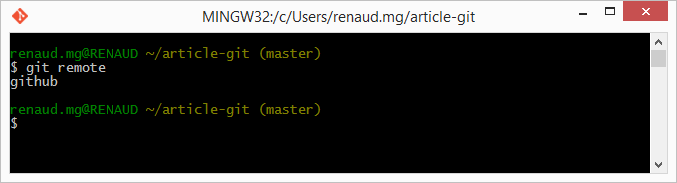 MINGW32:/c/Users/renaud.mg/article-git
renaud.mg@RENAUD ~/article-git (master)
$ git remote
github
renaud.mg@RENAUD ~/article-git (master)
$